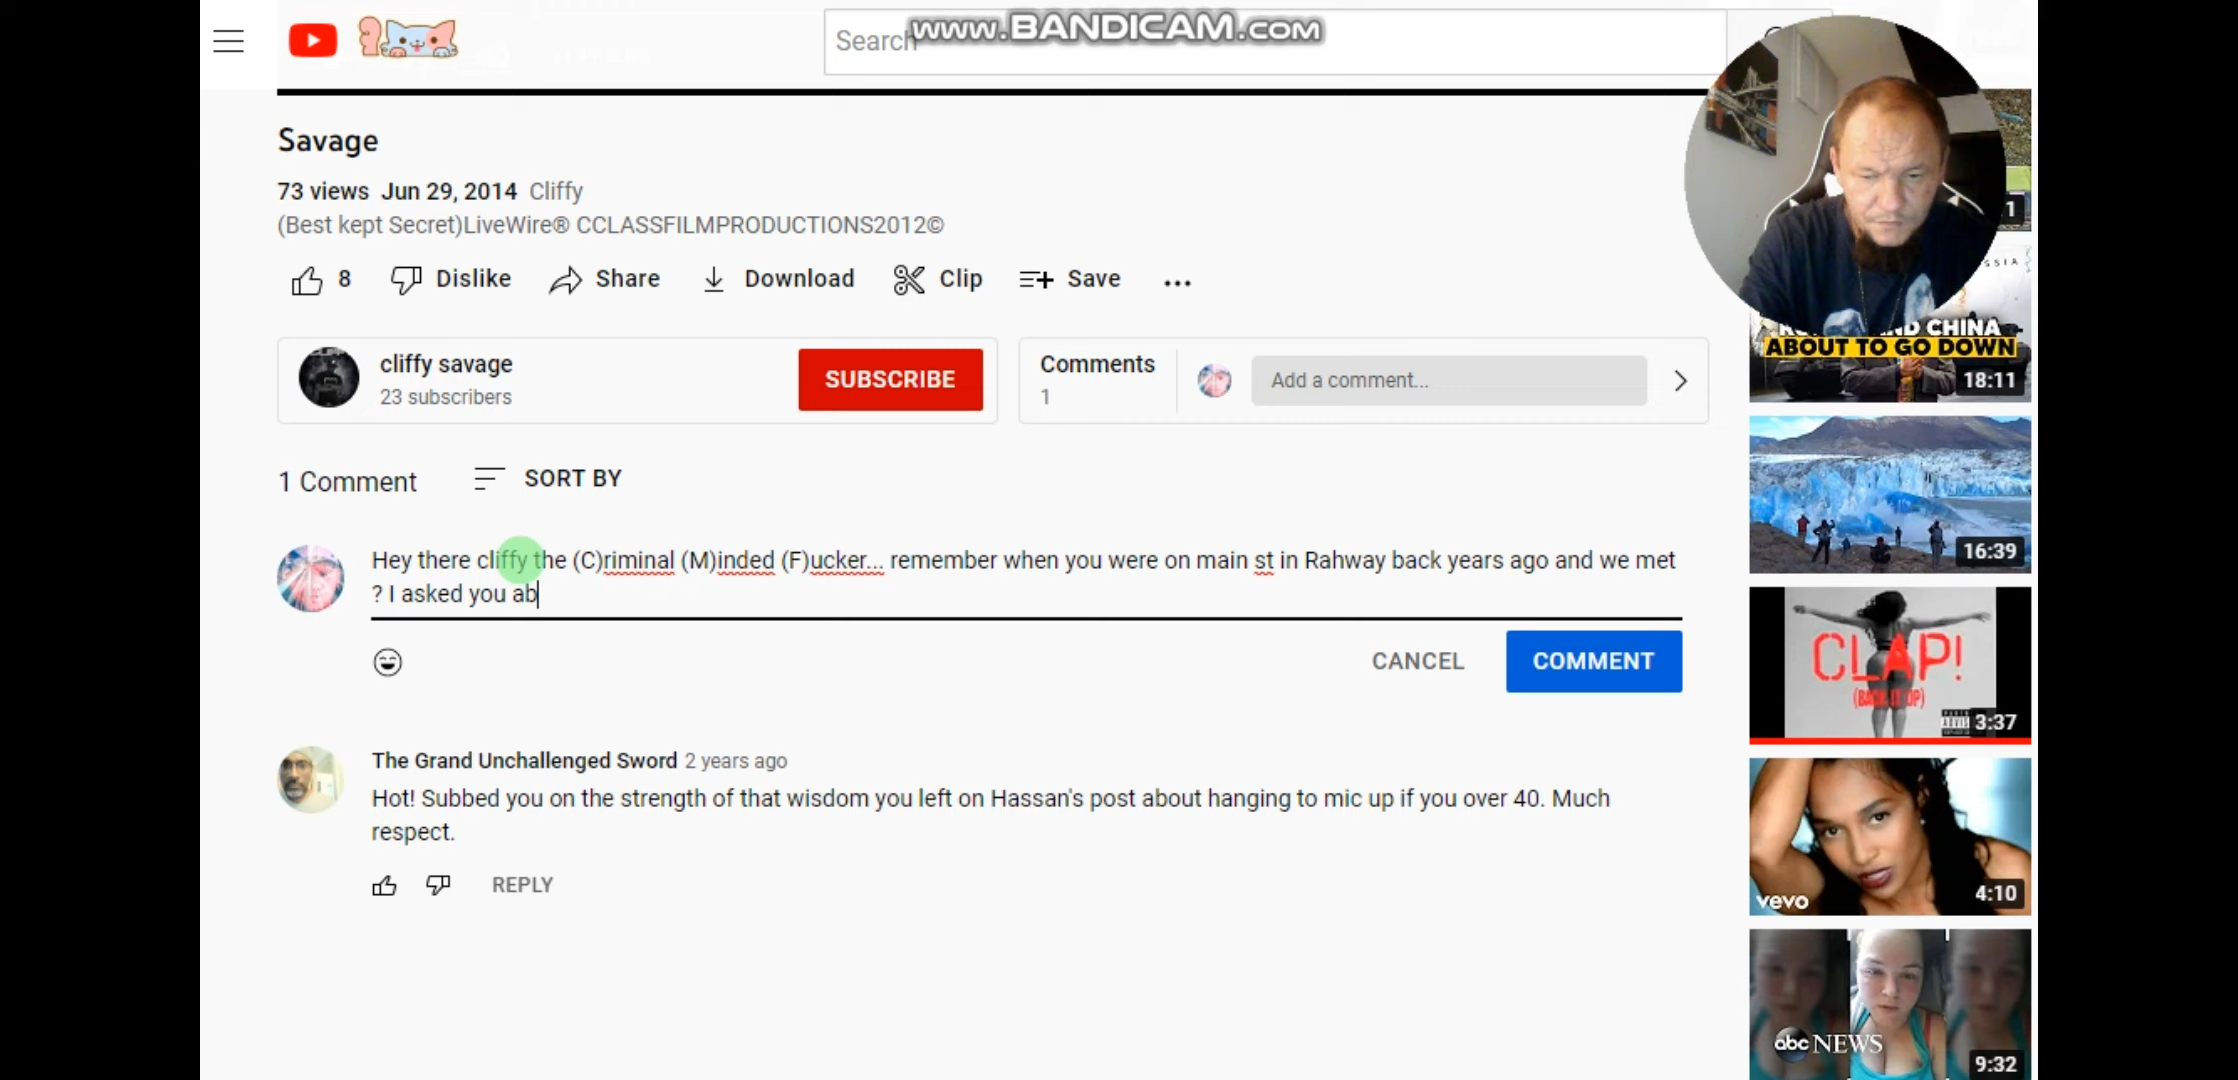 Search
www.BANDICAM.com
Savage
73 views Jun 29, 2014 Cliffy
(Best kept Secret)LiveWire® CCLASSFILMPRODUCTIONS2012©
8 Dislike Share Download Clip Save ...
cliffy savage
23 subscribers
SUBSCRIBE
Comments
1
Add a comment...
1 Comment SORT BY
Hey there cliffy the (C)riminal (M)inded (F)ucker... remember when you were on main st in Rahway back years ago and we met
? I asked you ab
CANCEL COMMENT
The Grand Unchallenged Sword 2 years ago
Hot! Subbed you on the strength of that wisdom you left on Hassan's post about hanging to mic up if you over 40. Much
respect.
REPLY
CHINA
ABOUT TO GO DOWN
18:11
16:39
CLAP!
(BACK IT UP)
3:37
vevo
4:10
abc NEWS
9:32